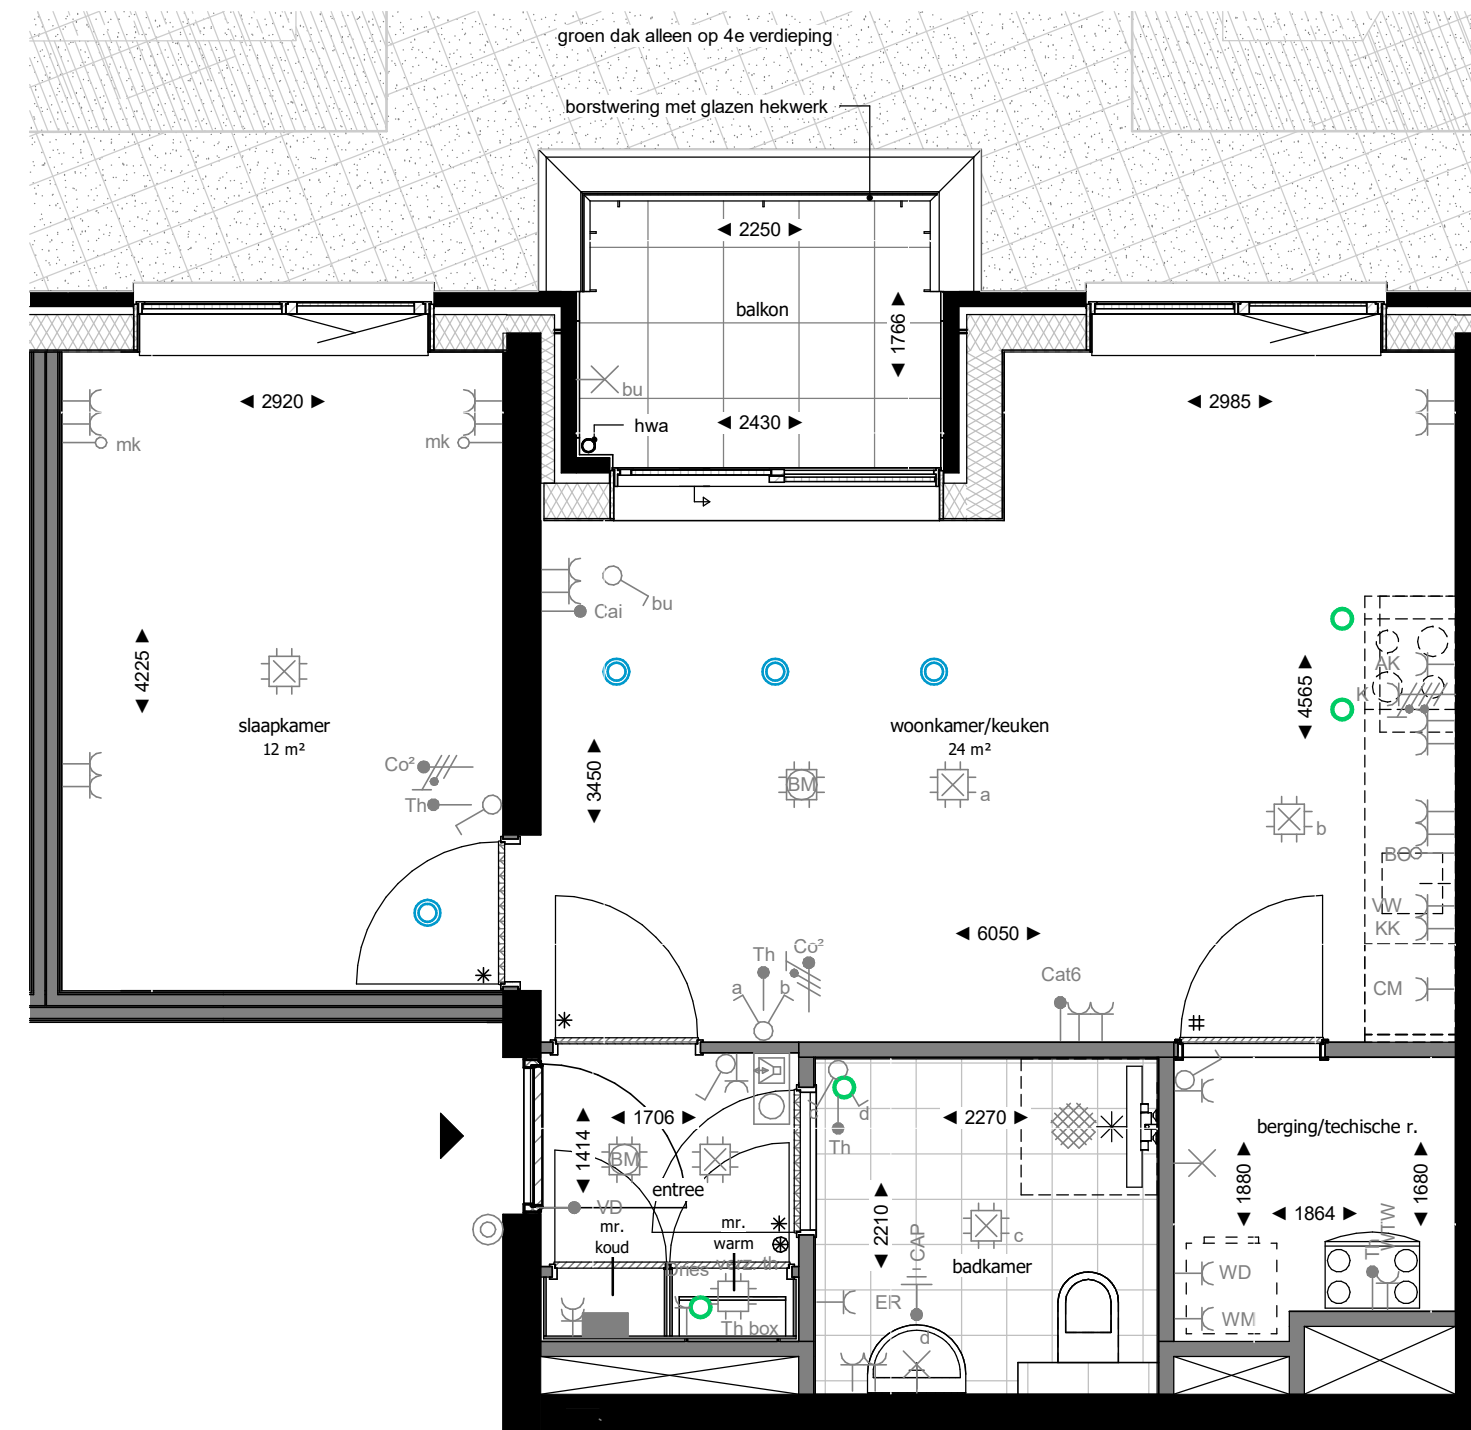 groen dak alleen op 4e verdieping
borstwering met glazen hekwerk
2250
balkon
1766
bu
2430
hwa
2920
mk
mk
2985
Cai
bu
4225
slaapkamer
12 m²
Co²
Th
woonkamer/keuken
24 m²
3450
BM
a
b
4565
AK
K
BO
VW
KK
CM
6050
Th
Co²
a
b
Cat6
1706
1414
BM
entree
VD
mr.
koud
mr.
warm
Th box
d
Th
2270
2210
CAP
c
badkamer
ER
d
berging/techische r.
1880
1680
1864
WTW
WD
WM